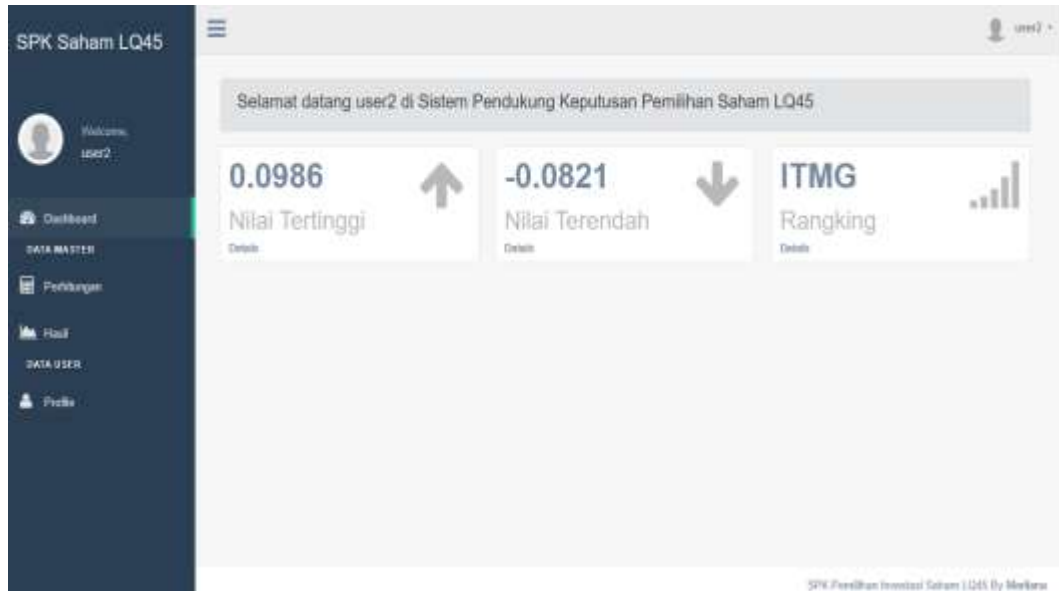 SPK Saham LQ45
user2
Welcome,
user2
Selamat datang user2 di Sistem Pendukung Keputusan Pemilihan Saham LQ45
0.0986
Nilai Tertinggi
Details
-0.0821
Nilai Terendah
Details
ITMG
Rangking
Details
Dashboard
DATA MASTER
Perhitungan
Hasil
DATA USER
Profile
SPK Pemilihan Investasi Saham LQ45 By Merliana